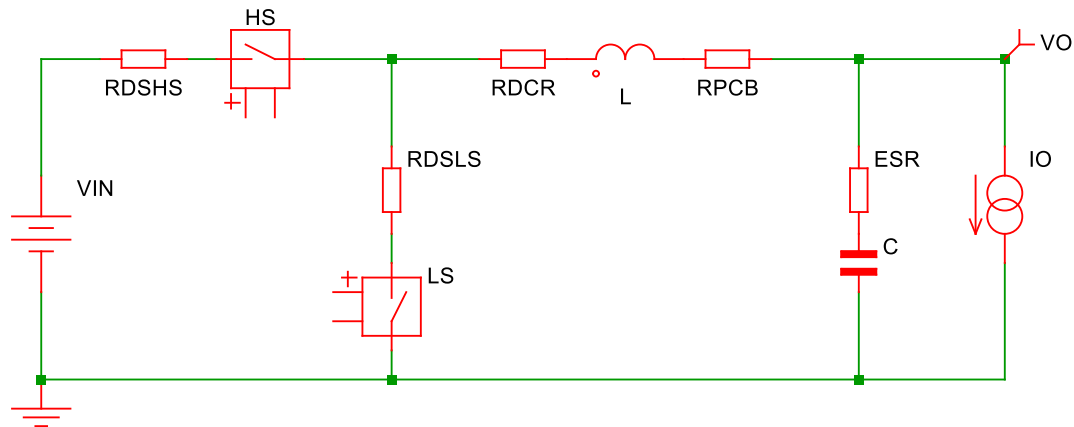 HS
VO
RDSHS
RDCR
L
RPCB
RDSLS
ESR
IO
VIN
C
LS